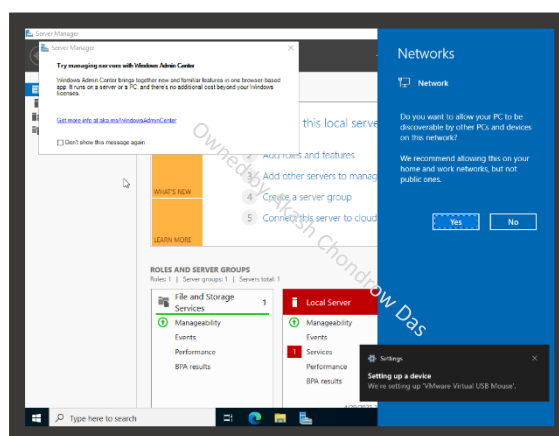 Server Manager
Server Manager
Try managing servers with Windows Admin Center
Windows Admin Center brings together new and familiar features in one browser-based
app. It runs on a server or a PC, and there's no additional cost beyond your Windows
licenses.
Get more info at aka.ms/WindowsAdminCenter
Don't show this message again
this local serve
2 Add roles and features
3 Add other servers to manag
4 Create a server group
5 Connect this server to cloud
WHAT'S NEW
LEARN MORE
ROLES AND SERVER GROUPS
Roles: 1 | Server groups: 1 | Servers total: 1
File and Storage
Services
1
Manageability
Events
Performance
BPA results
Local Server
Manageability
Events
1 Services
Performance
BPA results
Networks
Network
Do you want to allow your PC to be
discoverable by other PCs and devices
on this network?
We recommend allowing this on your
home and work networks, but not
public ones.
Yes
No
Settings
Setting up a device
We're setting up 'VMware Virtual USB Mouse'.
Type here to search
Owned by Akash Chondrow Das